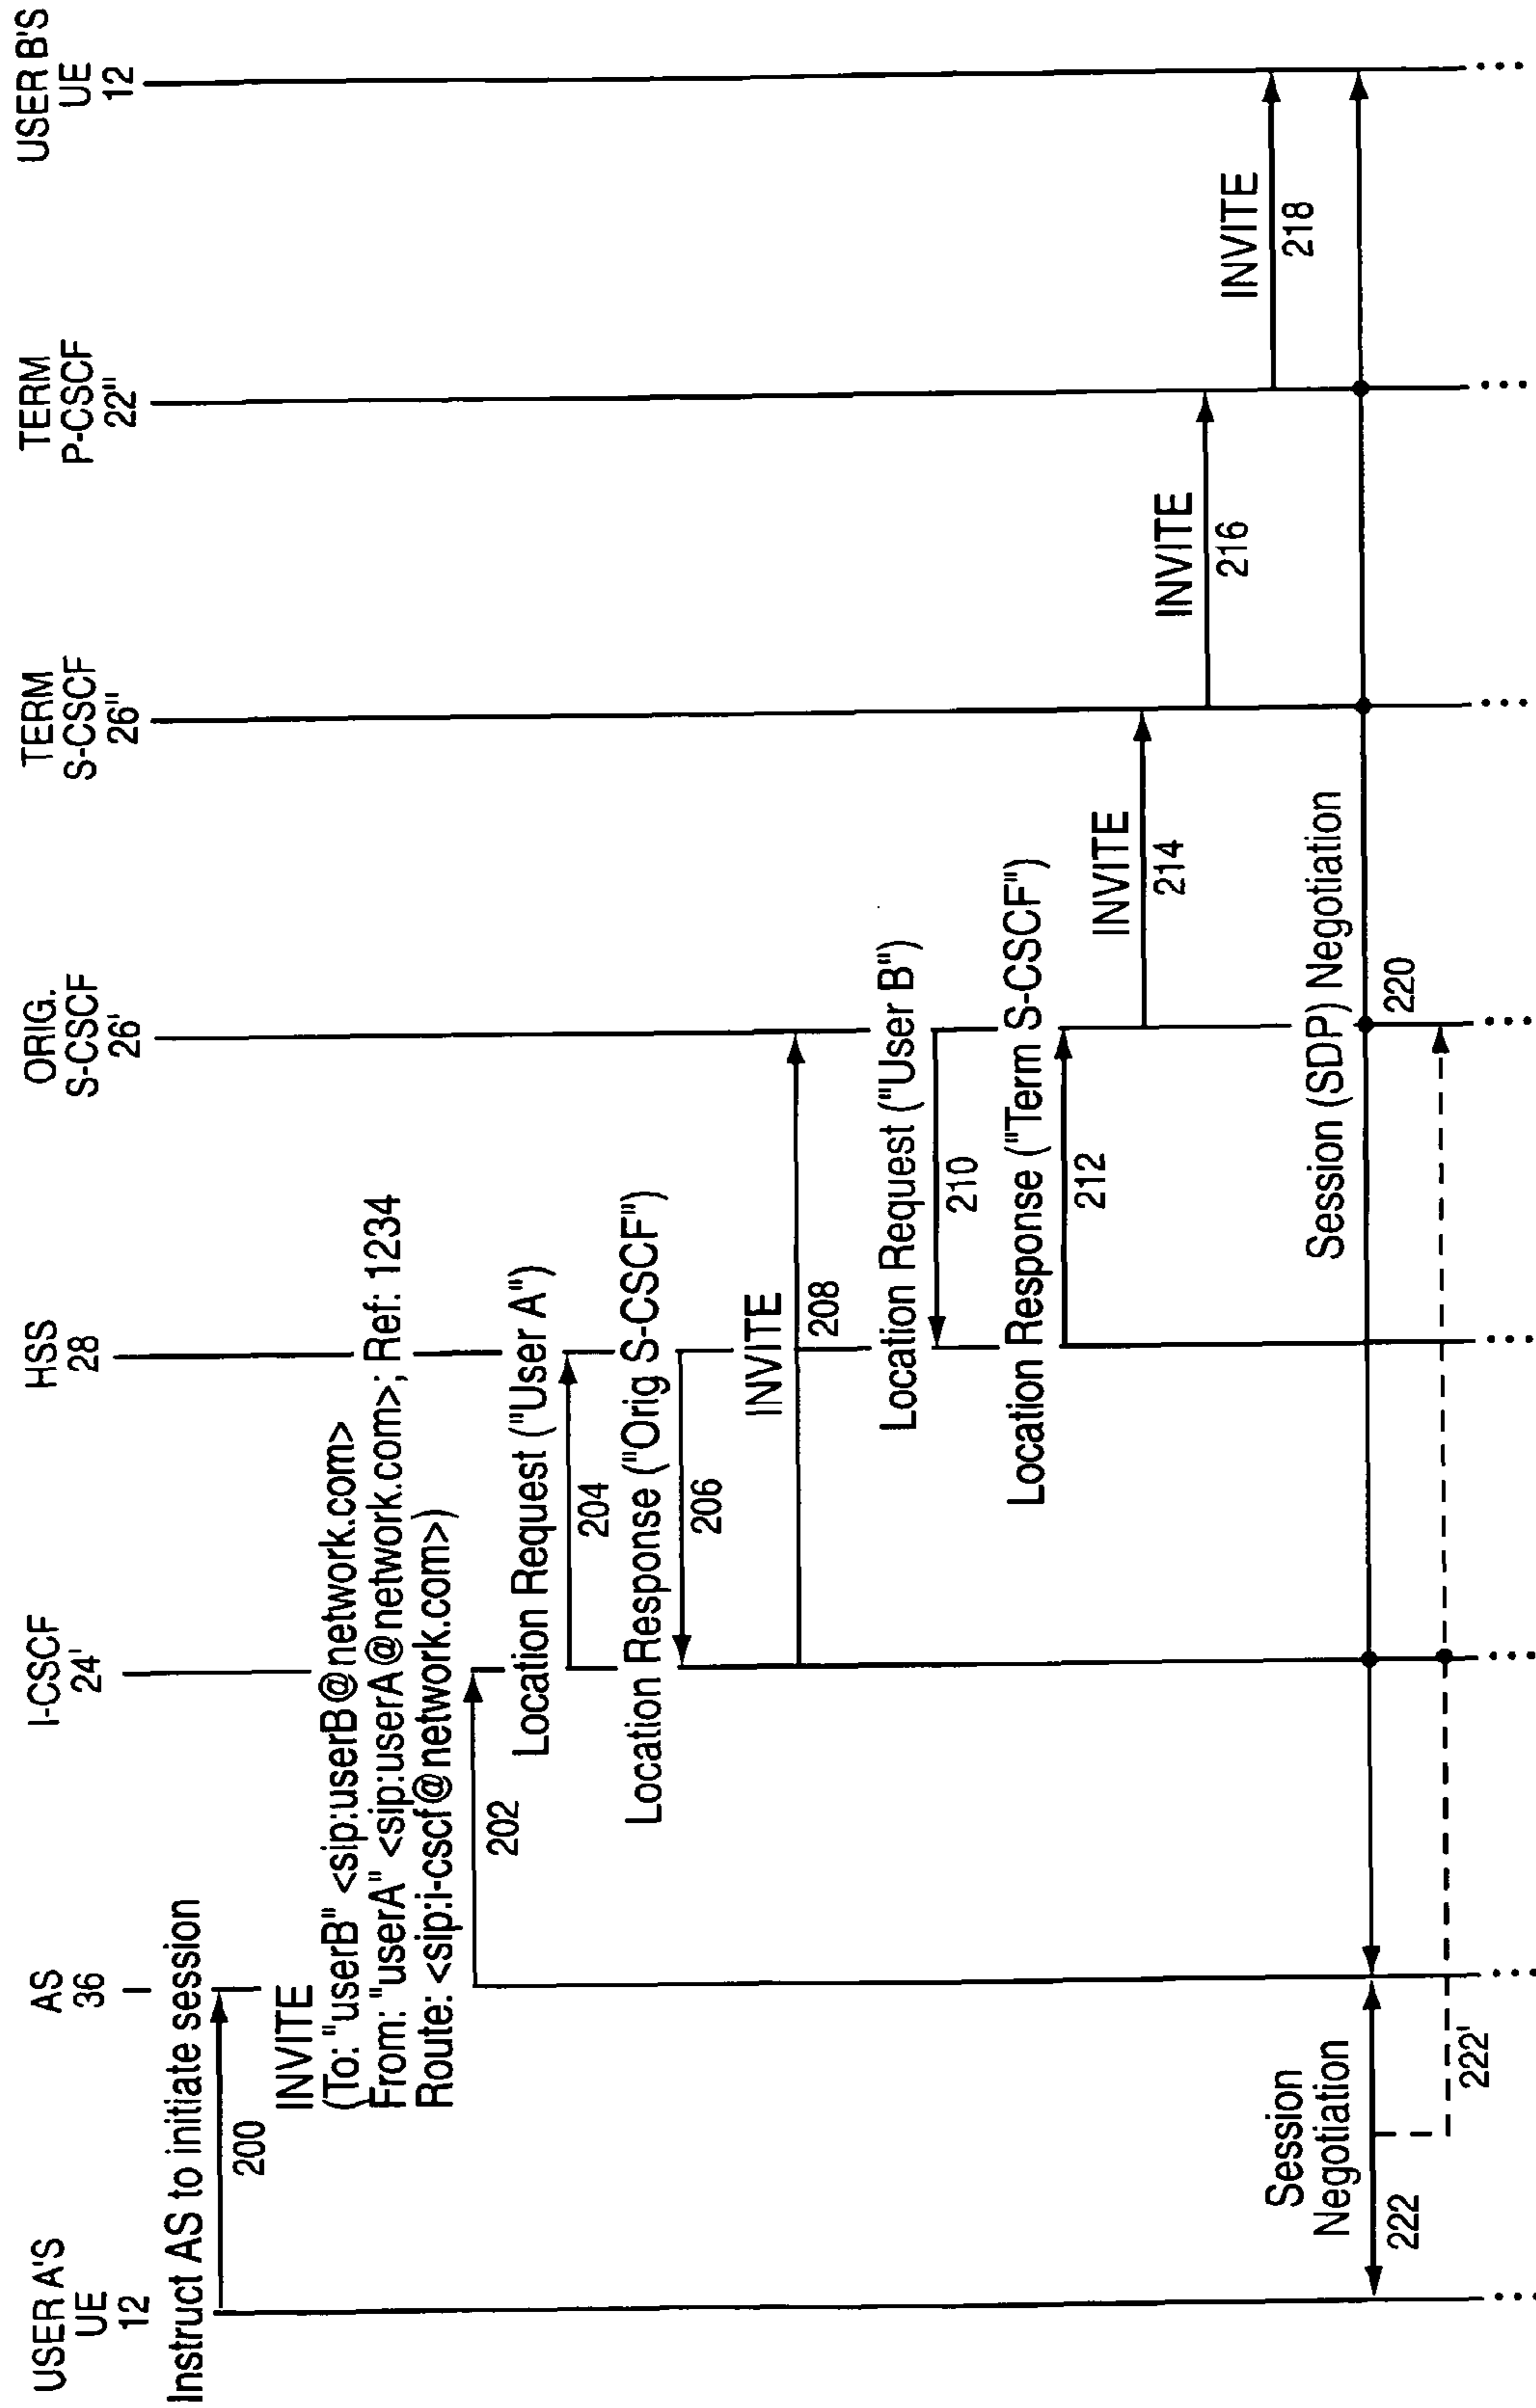 USER A'S
UE
12
AS
36
I-CSCF
24'
HSS
28
ORIG.
S-CSCF
26'
TERM
S-CSCF
26"
TERM
P-CSCF
22"
USER B'S
UE
12
Instruct AS to initiate session
200
INVITE
(To: "userB" <sip:userB@network.com>
From: "userA" <sip:userA@network.com>; Ref: 1234
Route: <sip:i-cscf@network.com>)
202
Location Request ("User A")
204
Location Response ("Orig S-CSCF")
206
INVITE
208
Location Request ("User B")
210
Location Response ("Term S-CSCF")
212
INVITE
214
INVITE
216
INVITE
218
Session (SDP) Negotiation
220
Session
Negotiation
222
222'